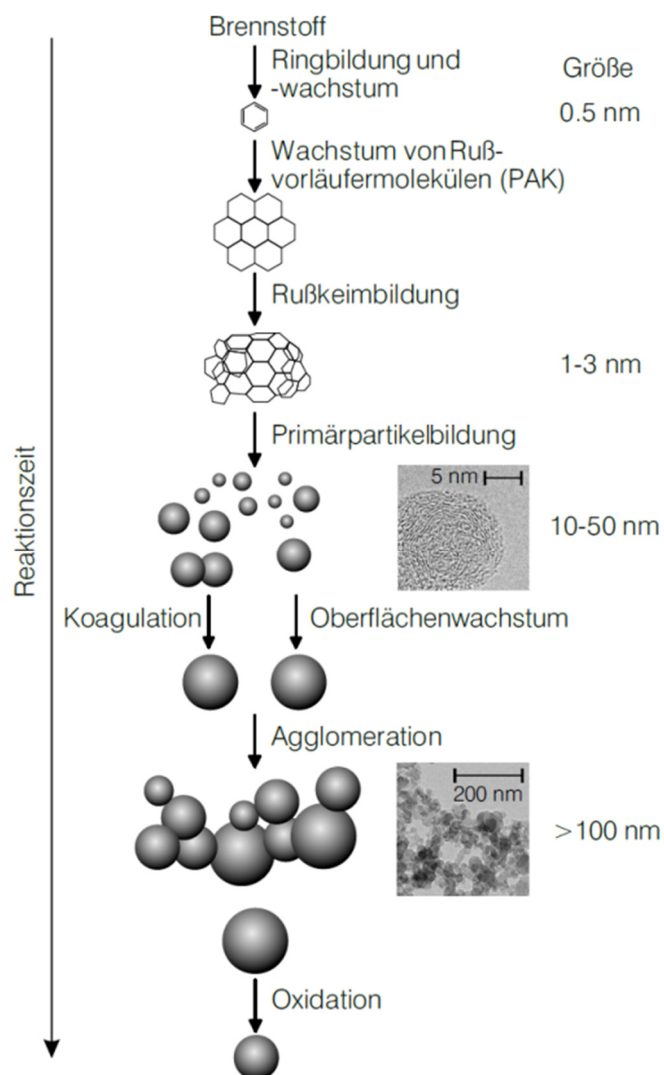 Brennstoff
Ringbildung und
-wachstum
Größe
0.5 nm
Wachstum von Ruß-
vorläufermolekülen (PAK)
Rußkeimbildung
1-3 nm
Primärpartikelbildung
5 nm
10-50 nm
Reaktionszeit
Koagulation
Oberflächenwachstum
Agglomeration
200 nm
>100 nm
Oxidation